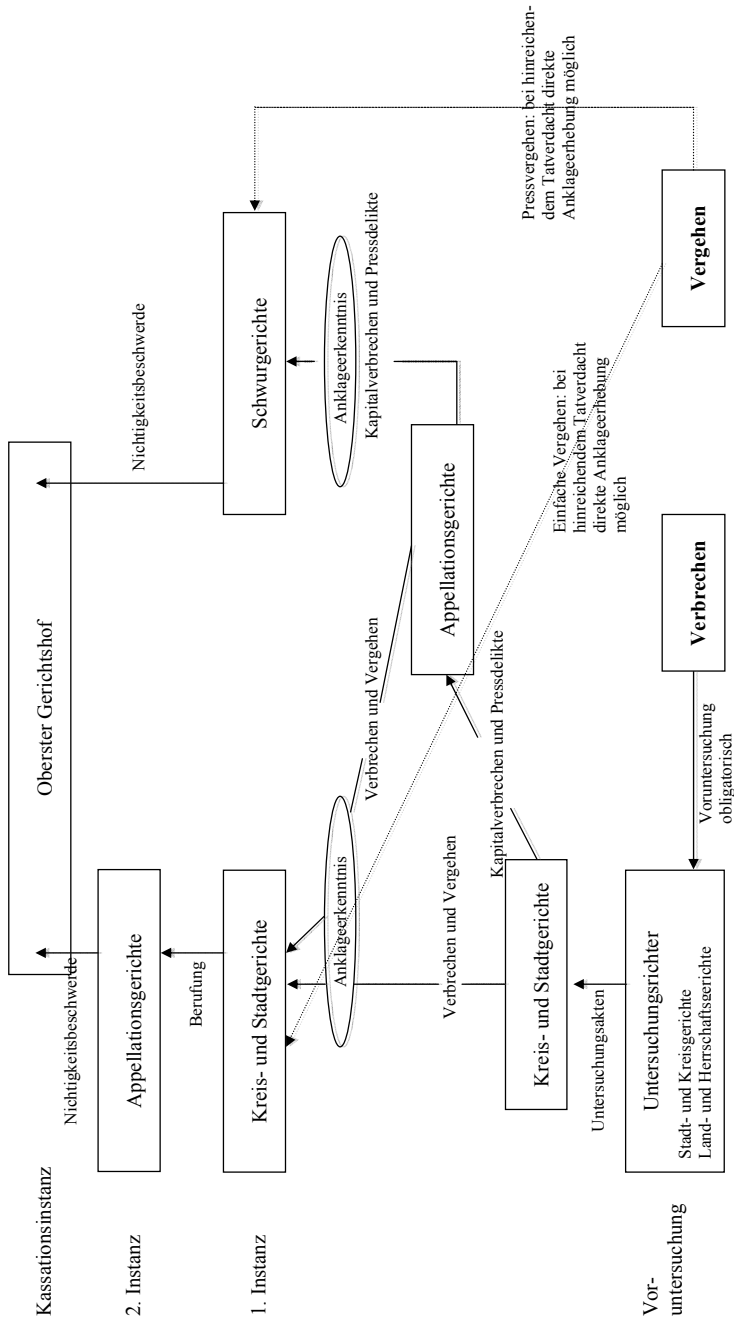 Kassationsinstanz
Oberster Gerichtshof
Nichtigkeitsbeschwerde
Nichtigkeitsbeschwerde
2. Instanz
Appellationsgerichte
Berufung
1. Instanz
Kreis- und Stadtgerichte
Schwurgerichte
Anklageerkenntnis
Verbrechen und Vergehen
Anklageerkenntnis
Kapitalverbrechen und Pressdelikte
Verbrechen und Vergehen
Appellationsgerichte
Kapitalverbrechen und Pressdelikte
Kreis- und Stadtgerichte
Einfache Vergehen: bei
hinreichendem Tatverdacht
direkte Anklageerhebung
möglich
Pressvergehen: bei hinreichen-
dem Tatverdacht direkte
Anklageerhebung möglich
Untersuchungsakten
Vor-
untersuchung
Untersuchungsrichter
Stadt- und Kreisgerichte
Land- und Herrschaftsgerichte
Voruntersuchung
obligatorisch
Verbrechen
Vergehen